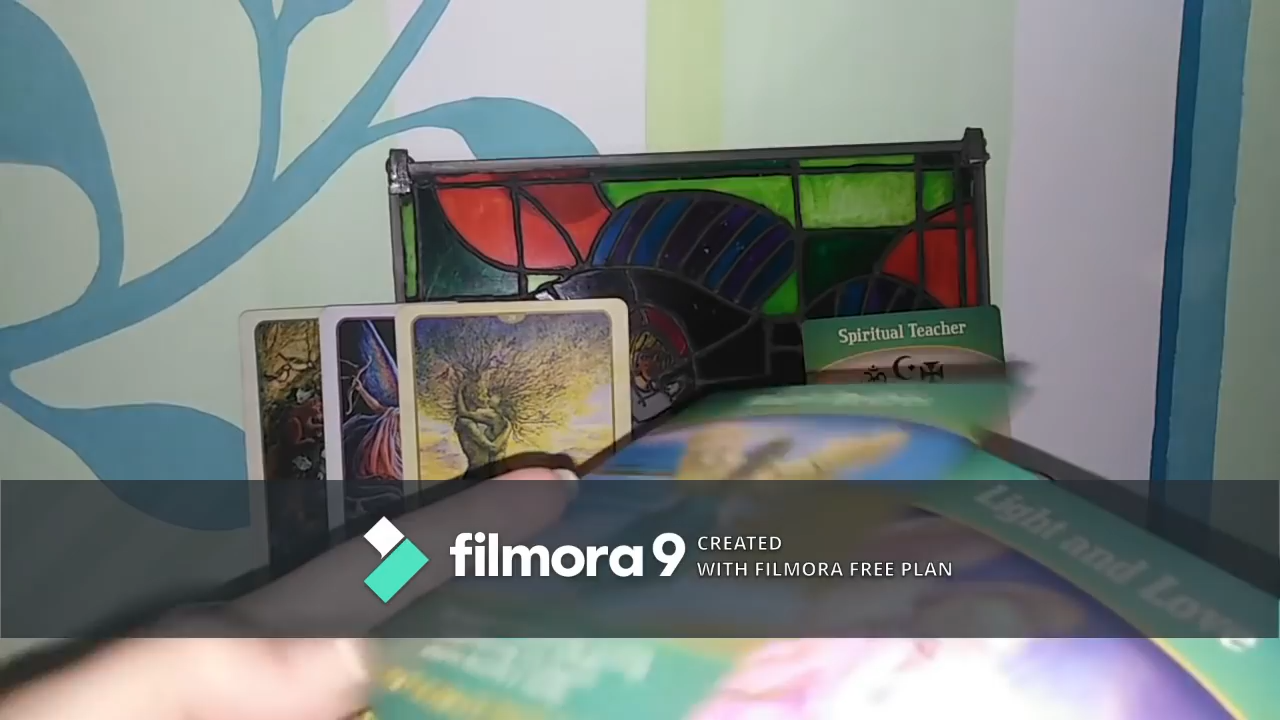 Spiritual Teacher
Light and Love
filmora 9
CREATED
WITH FILMORA FREE PLAN